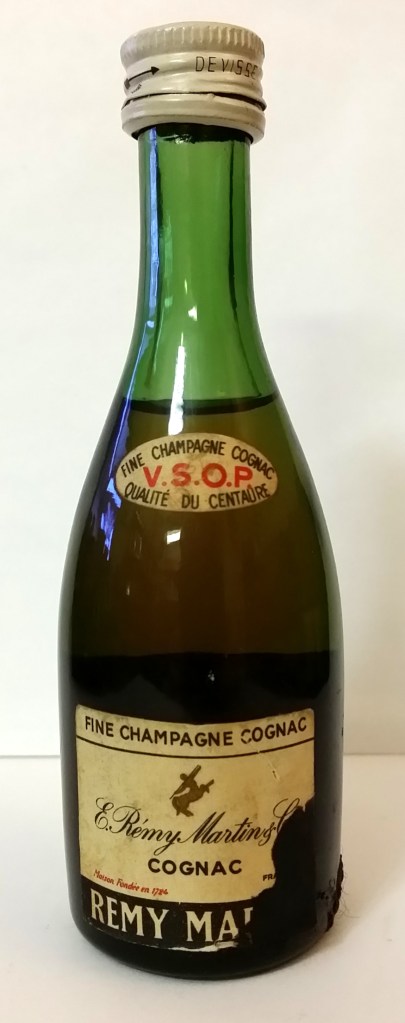 DEVISSE
FINE CHAMPAGNE COGNAC
V.S.O.P
QUALITÉ DU CENTAURE
FINE CHAMPAGNE COGNAC
E. Rémy Martin &
COGNAC
FRA
Maison Fondée en 1724
REMY MA